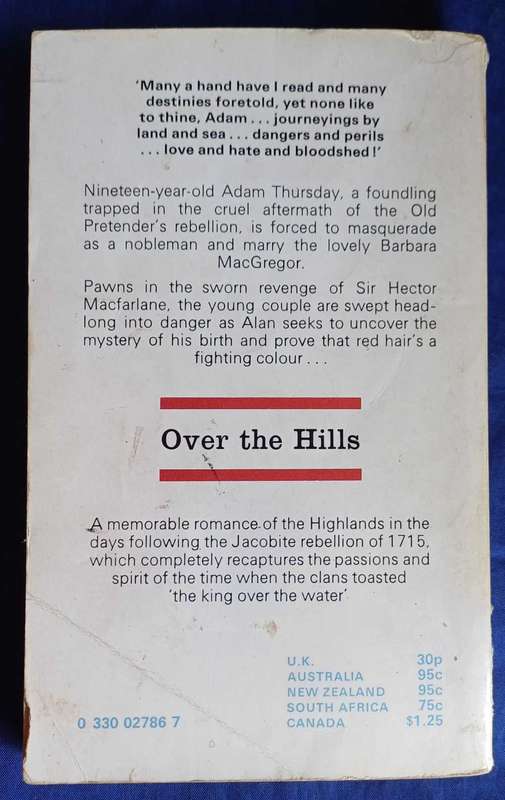 'Many a hand have I read and many
destinies foretold, yet none like
to thine, Adam . . . journeyings by
land and sea . . . dangers and perils
. . . love and hate and bloodshed!'
Nineteen-year-old Adam Thursday, a foundling
trapped in the cruel aftermath of the Old
Pretender's rebellion, is forced to masquerade
as a nobleman and marry the lovely Barbara
MacGregor.
Pawns in the sworn revenge of Sir Hector
Macfarlane, the young couple are swept head-
long into danger as Alan seeks to uncover the
mystery of his birth and prove that red hair's a
fighting colour . . .
Over the Hills
A memorable romance of the Highlands in the
days following the Jacobite rebellion of 1715,
which completely recaptures the passions and
spirit of the time when the clans toasted
'the king over the water'
U.K. 30p
AUSTRALIA 95c
NEW ZEALAND 95c
SOUTH AFRICA 75c
CANADA $1.25
0 330 02786 7